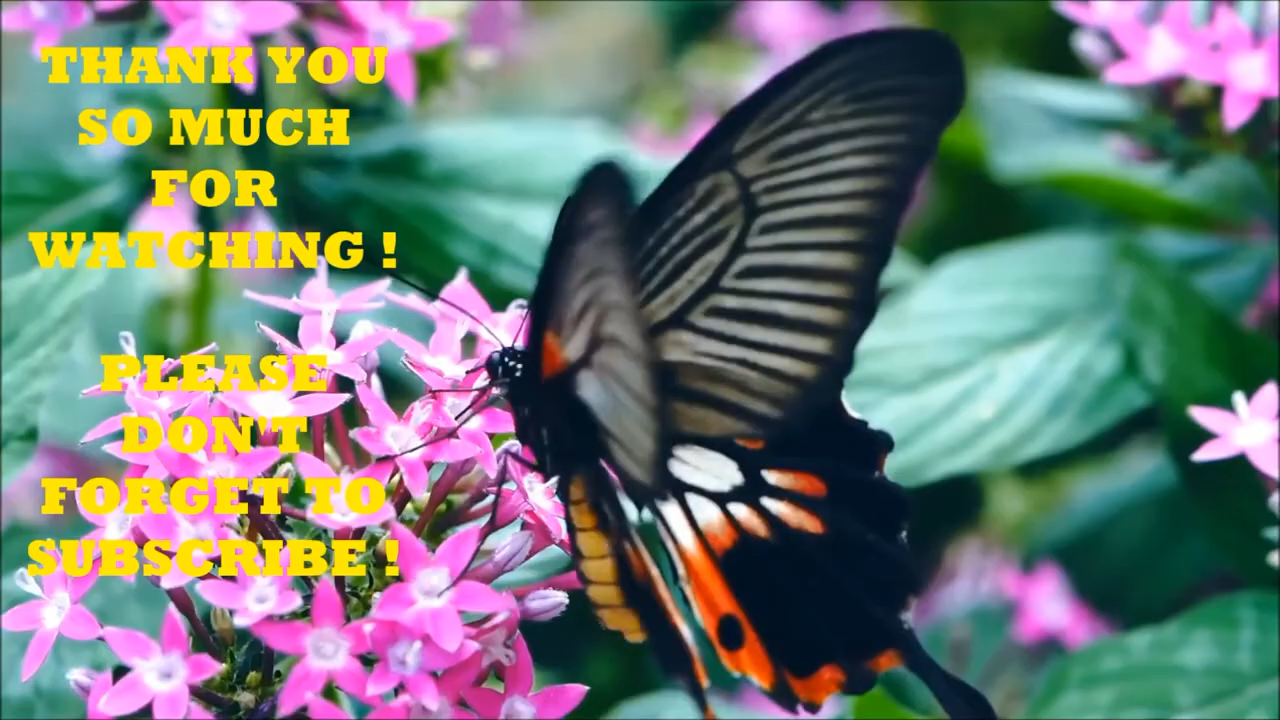 THANK YOU
SO MUCH
FOR
WATCHING !
PLEASE
DON'T
FORGET TO
SUBSCRIBE !